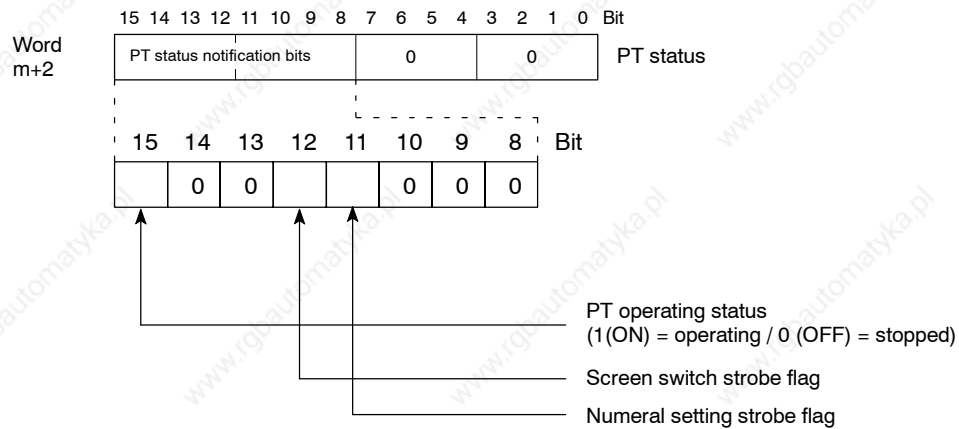 15 14 13 12 11 10 9 8 7 6 5 4 3 2 1 0 Bit
Word
m+2
PT status notification bits 0 0 PT status
15 14 13 12 11 10 9 8 Bit
0 0 0 0 0
PT operating status
(1(ON) = operating / 0 (OFF) = stopped)
Screen switch strobe flag
Numeral setting strobe flag
www.rgbautomatyka.pl